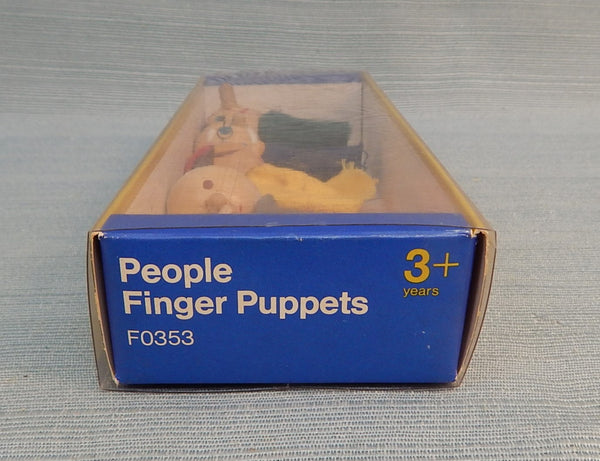 People
Finger Puppets
F0353
3+
years